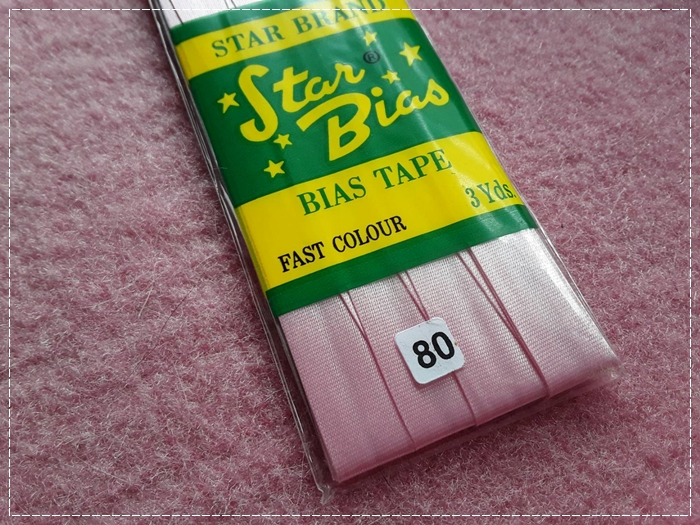 STAR BRAND
Star ®
Bias
BIAS TAPE
3 Yds.
FAST COLOUR
80